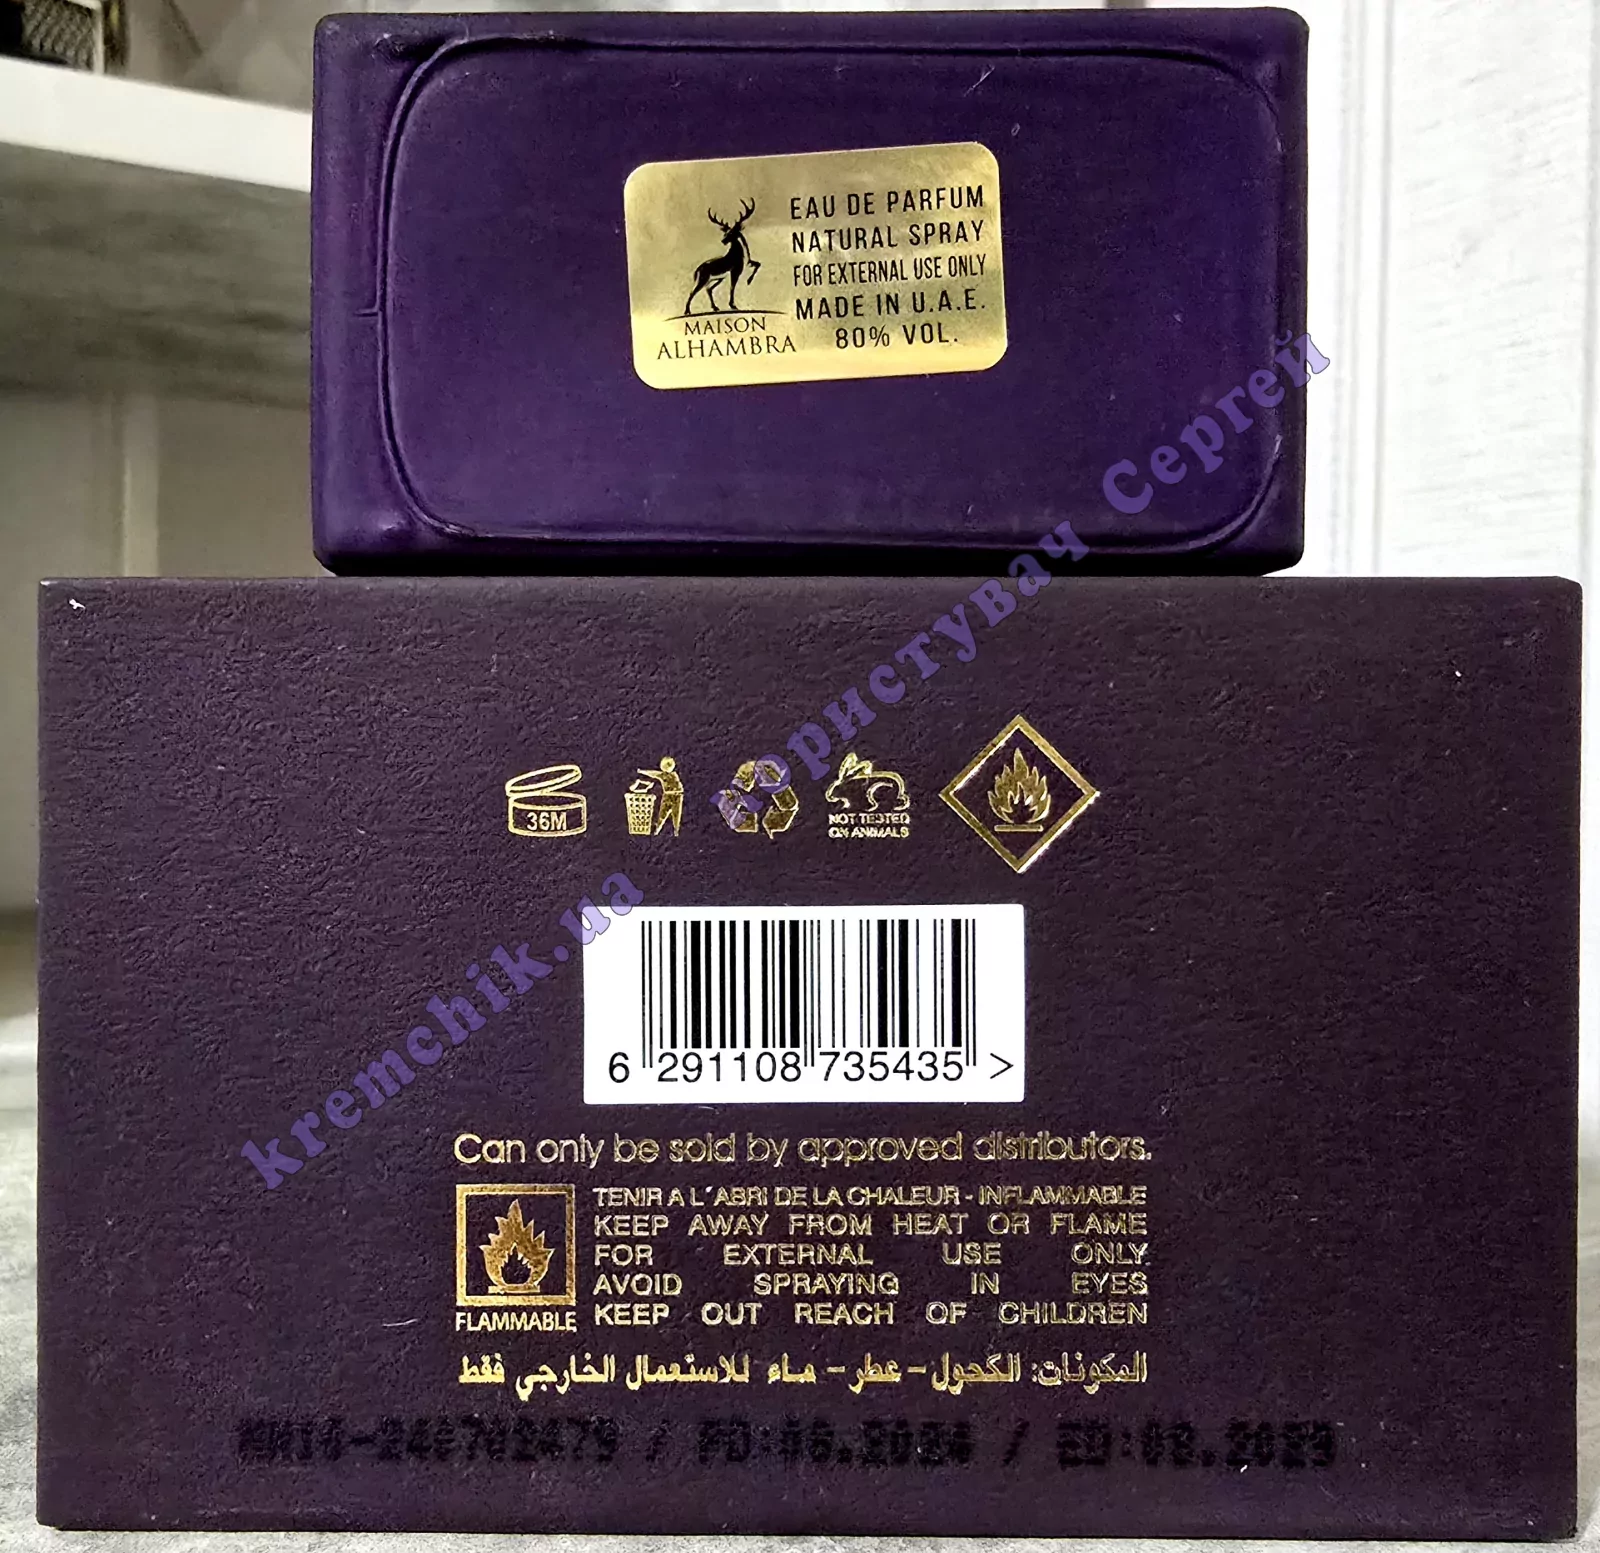 EAU DE PARFUM
NATURAL SPRAY
FOR EXTERNAL USE ONLY
MADE IN U.A.E.
80% VOL.
MAISON
ALHAMBRA
36M
NOT TESTED
ON ANIMALS
6 291108 735435 >
Can only be sold by approved distributors.
TENIR A L´ABRI DE LA CHALEUR - INFLAMMABLE
KEEP AWAY FROM HEAT OR FLAME
FOR EXTERNAL USE ONLY
AVOID SPRAYING IN EYES
KEEP OUT REACH OF CHILDREN
FLAMMABLE
المكونات: الكحول - عطر - ماء للاستعمال الخارجي فقط
kremchik.ua користувач Сергей